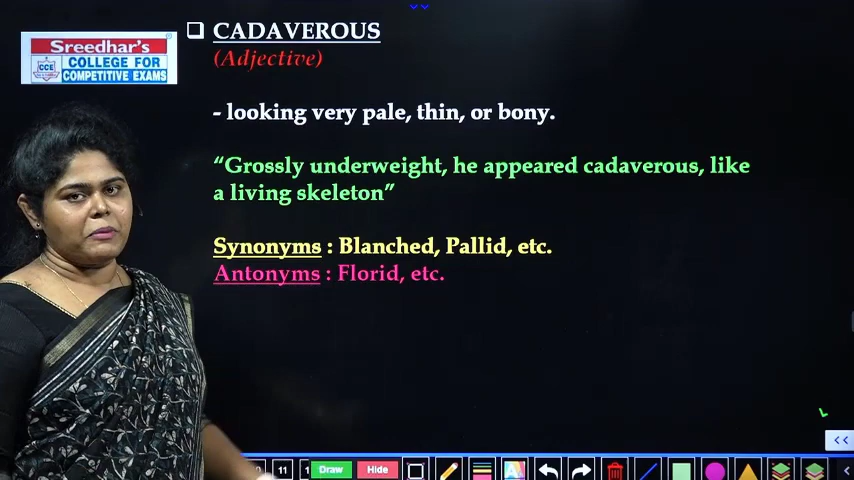 ❑ CADAVEROUS
(Adjective)
Sreedhar's
CCE
COLLEGE FOR
COMPETITIVE EXAMS
- looking very pale, thin, or bony.
“Grossly underweight, he appeared cadaverous, like
a living skeleton”
Synonyms : Blanched, Pallid, etc.
Antonyms : Florid, etc.
<<
11 Draw Hide